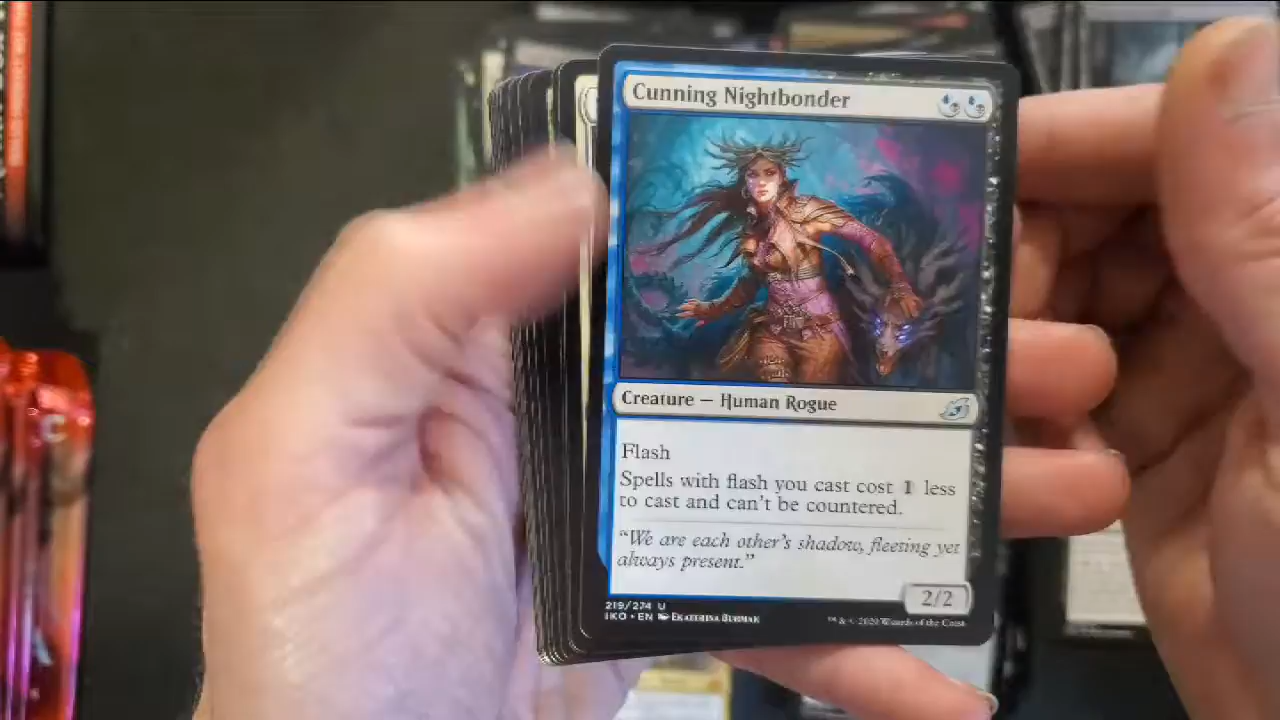 Cunning Nightbonder
Creature — Human Rogue
Flash
Spells with flash you cast cost 1 less
to cast and can't be countered.
"We are each other's shadow, fleeting yet
always present."
2/2
219/274 U
IKO • EN EKATERINA BURMAK
™ & © 2020 Wizards of the Coast
C